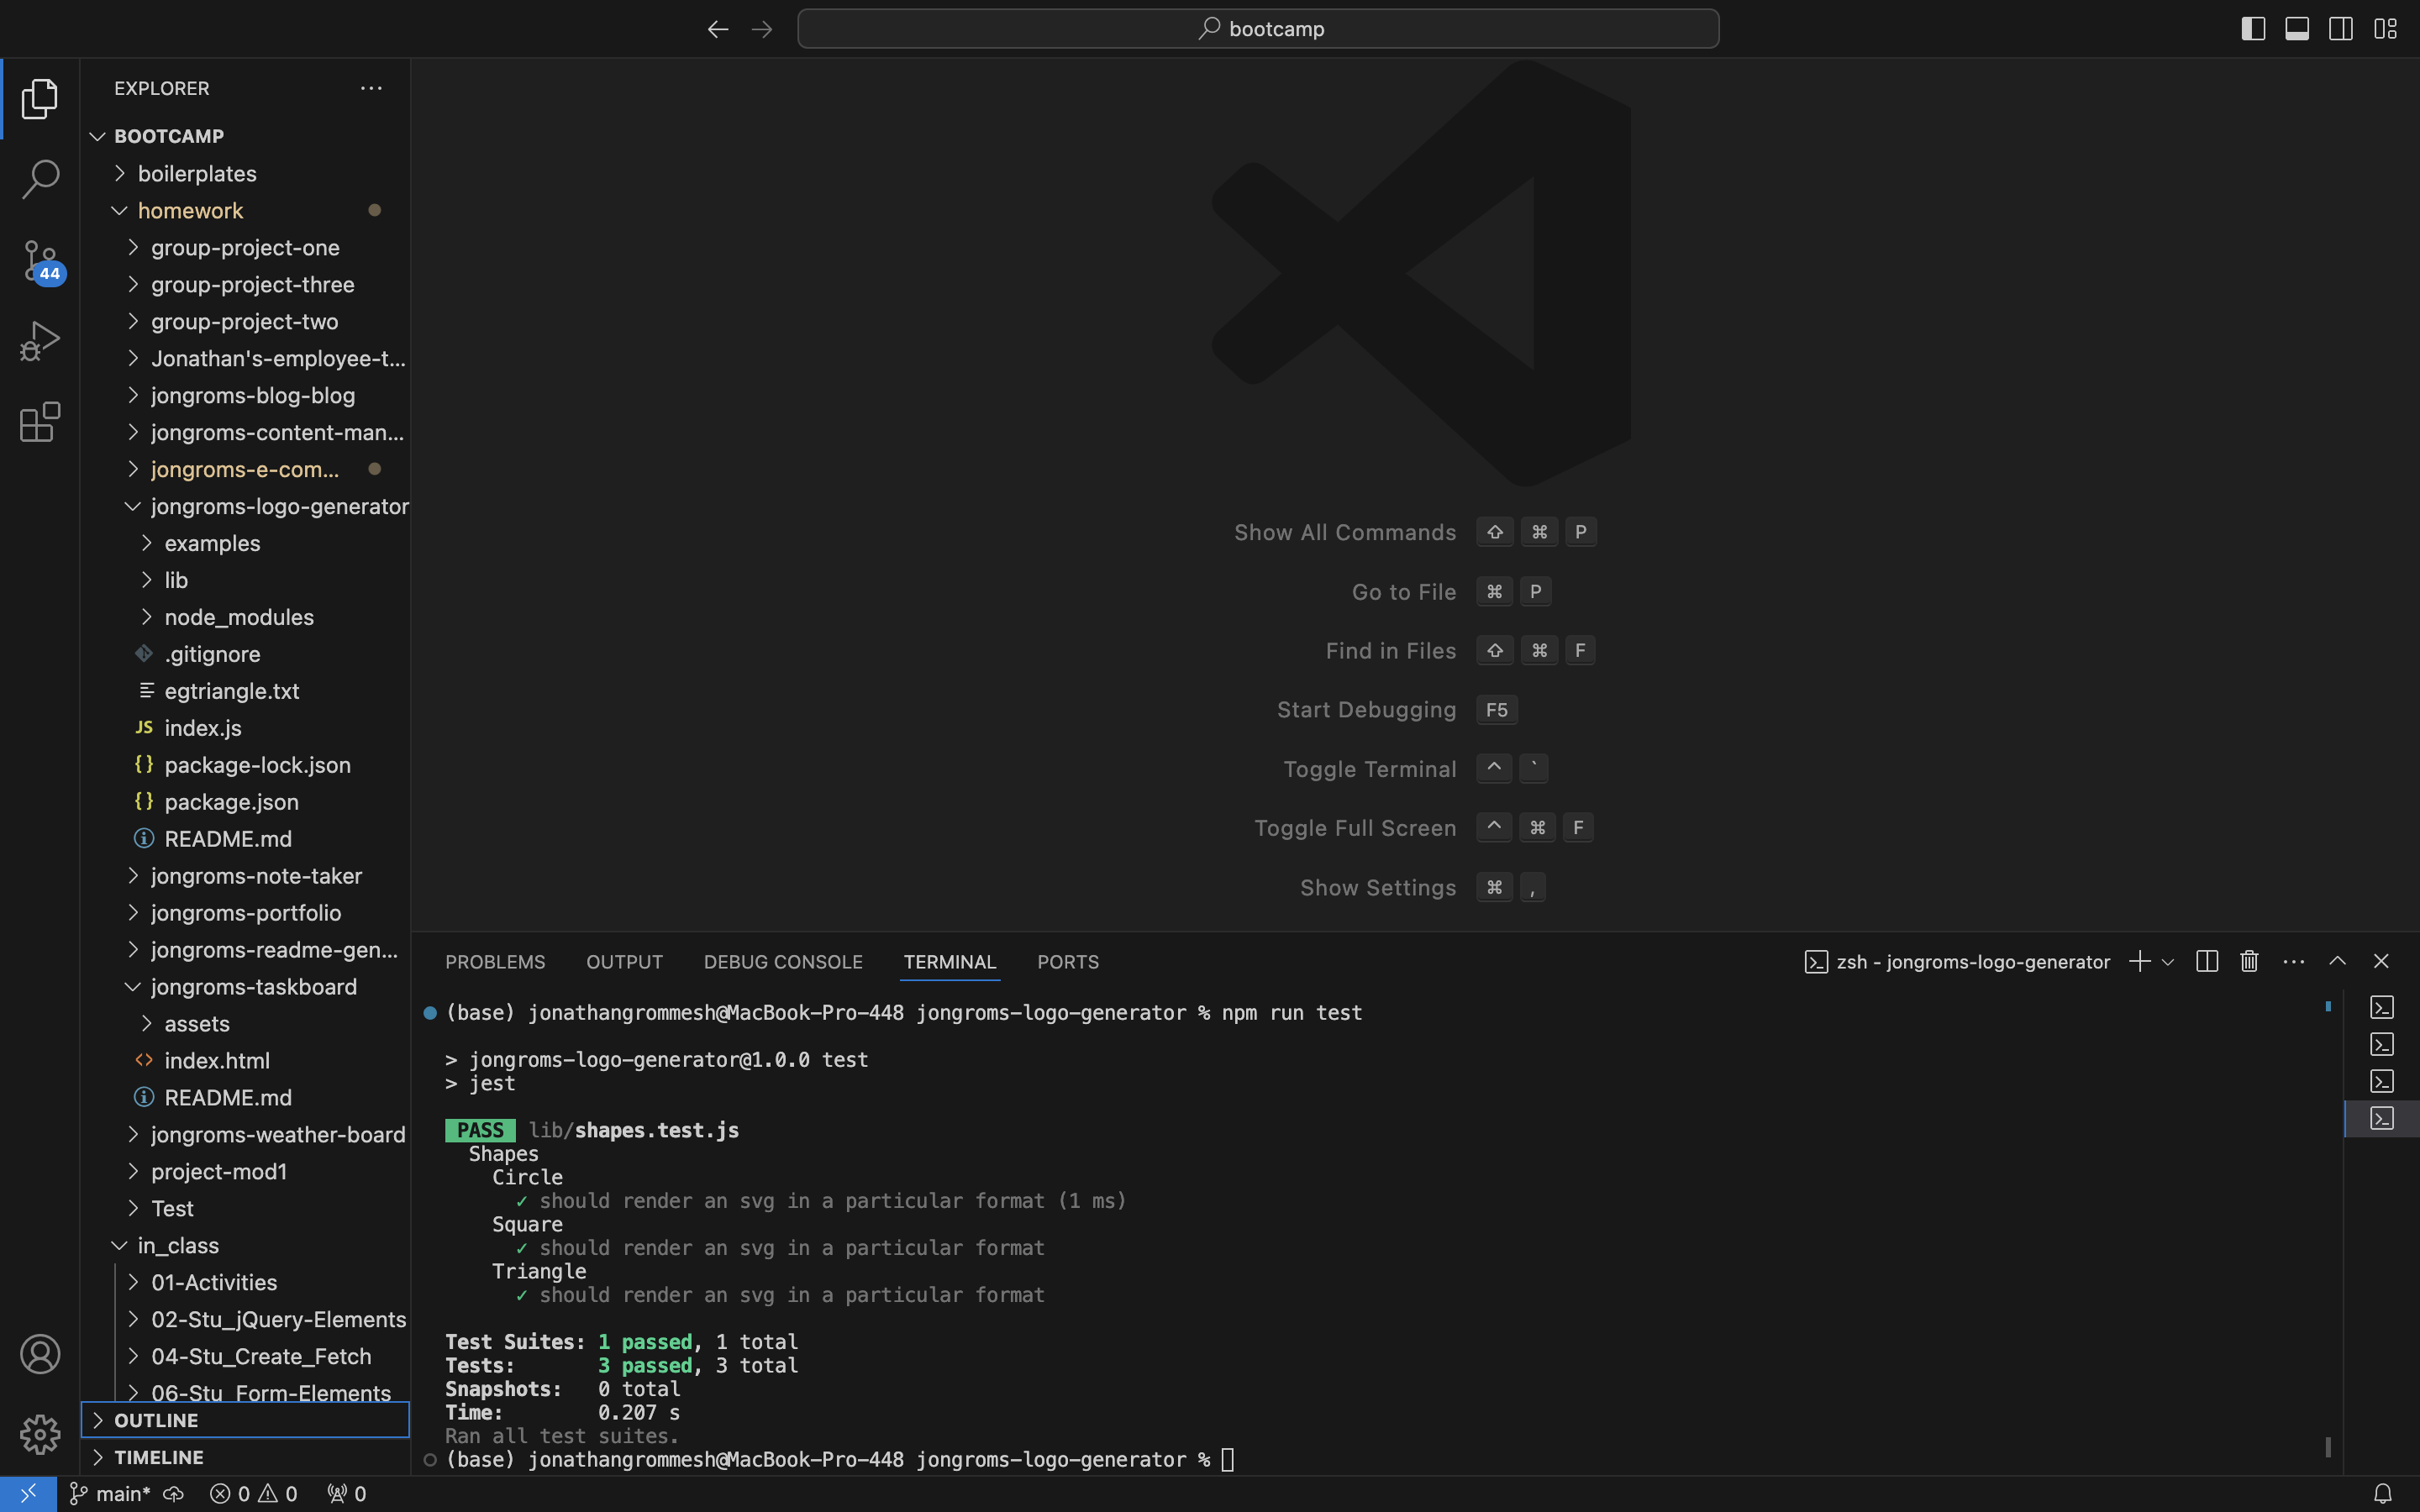 bootcamp
EXPLORER
BOOTCAMP
boilerplates
homework
group-project-one
group-project-three
group-project-two
Jonathan's-employee-t...
jongroms-blog-blog
jongroms-content-man...
jongroms-e-com...
jongroms-logo-generator
examples
lib
node_modules
.gitignore
egtriangle.txt
JS index.js
{} package-lock.json
{} package.json
README.md
jongroms-note-taker
jongroms-portfolio
jongroms-readme-gen...
jongroms-taskboard
assets
<> index.html
README.md
jongroms-weather-board
project-mod1
Test
in_class
01-Activities
02-Stu_jQuery-Elements
04-Stu_Create_Fetch
06-Stu_Form-Elements
OUTLINE
TIMELINE
44
Show All Commands ⇧ ⌘ P
Go to File ⌘ P
Find in Files ⇧ ⌘ F
Start Debugging F5
Toggle Terminal ^ `
Toggle Full Screen ^ ⌘ F
Show Settings ⌘ ,
PROBLEMS OUTPUT DEBUG CONSOLE TERMINAL PORTS zsh - jongroms-logo-generator
(base) jonathangrommesh@MacBook-Pro-448 jongroms-logo-generator % npm run test
> jongroms-logo-generator@1.0.0 test
> jest
PASS lib/shapes.test.js
Shapes
Circle
✓ should render an svg in a particular format (1 ms)
Square
✓ should render an svg in a particular format
Triangle
✓ should render an svg in a particular format
Test Suites: 1 passed, 1 total
Tests: 3 passed, 3 total
Snapshots: 0 total
Time: 0.207 s
Ran all test suites.
(base) jonathangrommesh@MacBook-Pro-448 jongroms-logo-generator %
main* 0 0 0